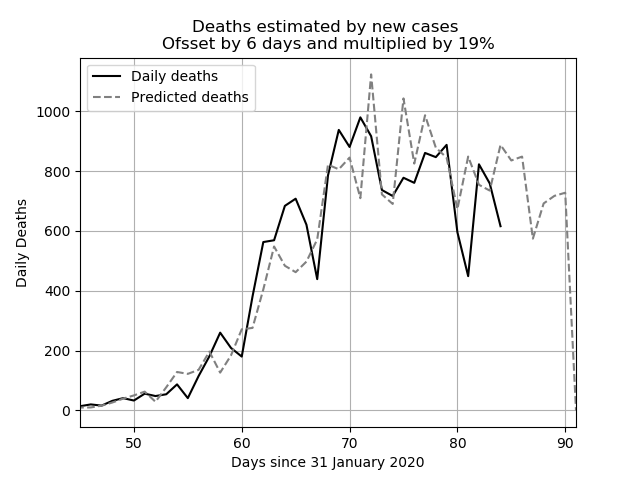 Deaths estimated by new cases
Ofsset by 6 days and multiplied by 19%
Daily deaths
Predicted deaths
1000
800
600
400
200
0
Daily Deaths
50
60
70
80
90
Days since 31 January 2020